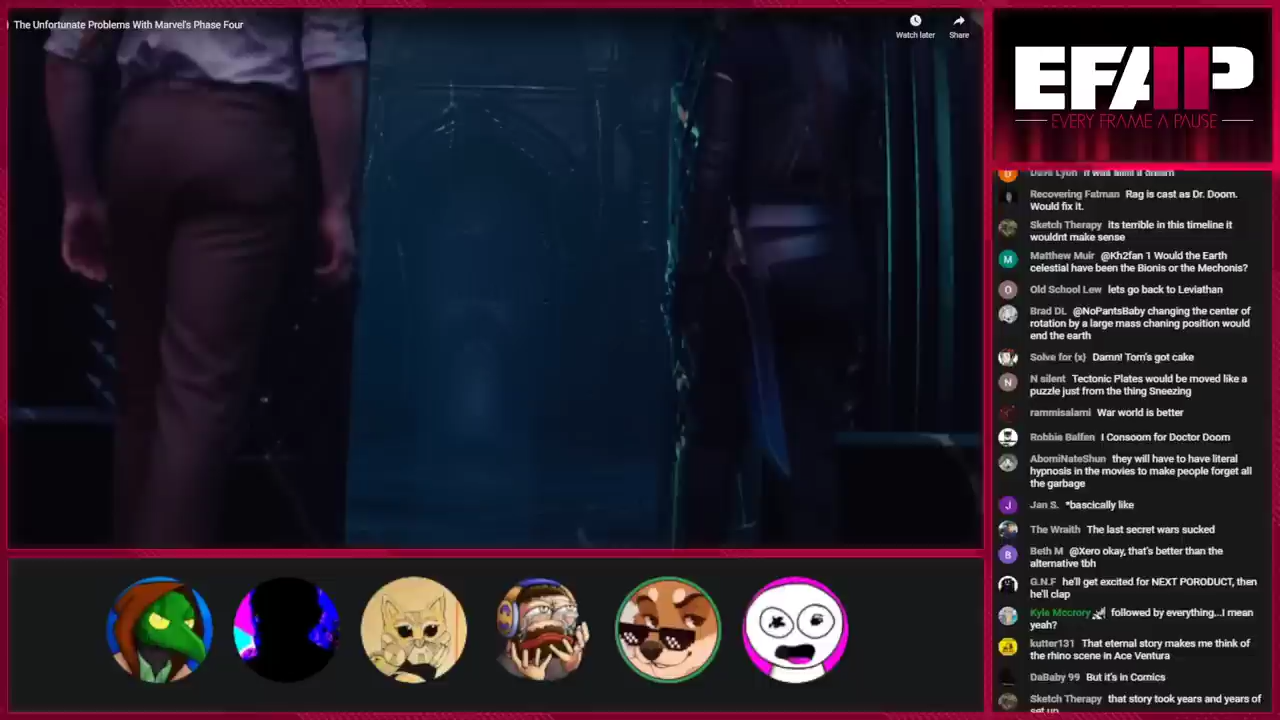 The Unfortunate Problems With Marvel's Phase Four
Watch later
Share
EFAP
EVERY FRAME A PAUSE
Dave Lyon
Recovering Fatman Rag is cast as Dr. Doom.
Would fix it.
Sketch Therapy its terrible in this timeline it
wouldnt make sense
Matthew Muir @Kh2fan 1 Would the Earth
celestial have been the Bionis or the Mechonis?
Old School Lew lets go back to Leviathan
Brad DL @NoPantsBaby changing the center of
rotation by a large mass chaning position would
end the earth
Solve for {x} Damn! Tom's got cake
N silent Tectonic Plates would be moved like a
puzzle just from the thing Sneezing
rammisalami War world is better
Robbie Balfen I Consoom for Doctor Doom
AbomiNateShun they will have to have literal
hypnosis in the movies to make people forget all
the garbage
Jan S. *bascically like
The Wraith The last secret wars sucked
Beth M @Xero okay, that's better than the
alternative tbh
G.N.F he'll get excited for NEXT PORODUCT, then
he'll clap
Kyle Mccrory followed by everything...I mean
yeah?
kutter131 That eternal story makes me think of
the rhino scene in Ace Ventura
DaBaby 99 But it's in Comics
Sketch Therapy that story took years and years of
set up